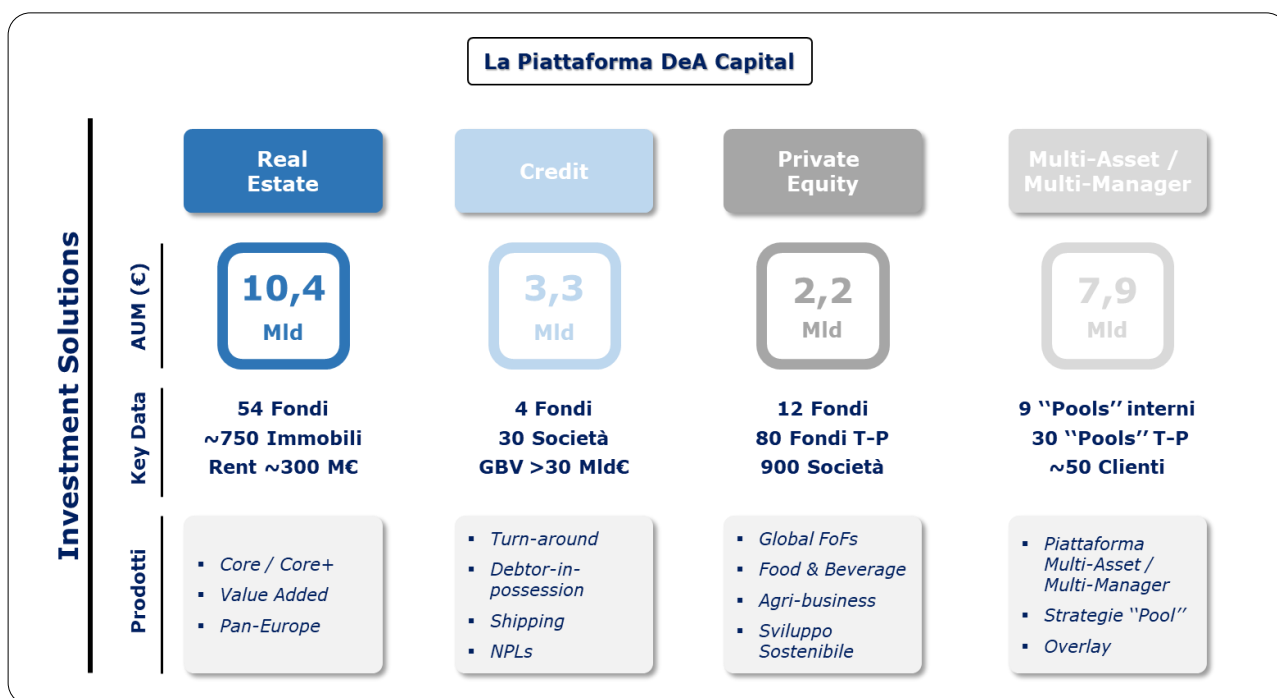 La Piattaforma DeA Capital
Investment Solutions
Real
Estate
Credit
Private
Equity
Multi-Asset /
Multi-Manager
AUM (€)
10,4
Mld
3,3
Mld
2,2
Mld
7,9
Mld
Key Data
54 Fondi
~750 Immobili
Rent ~300 M€
4 Fondi
30 Società
GBV >30 Mld€
12 Fondi
80 Fondi T-P
900 Società
9 ‘‘Pools’’ interni
30 ‘‘Pools’’ T-P
~50 Clienti
Prodotti
▪ Core / Core+
▪ Value Added
▪ Pan-Europe
▪ Turn-around
▪ Debtor-in-
possession
▪ Shipping
▪ NPLs
▪ Global FoFs
▪ Food & Beverage
▪ Agri-business
▪ Sviluppo
Sostenibile
▪ Piattaforma
Multi-Asset /
Multi-Manager
▪ Strategie ‘‘Pool’’
▪ Overlay